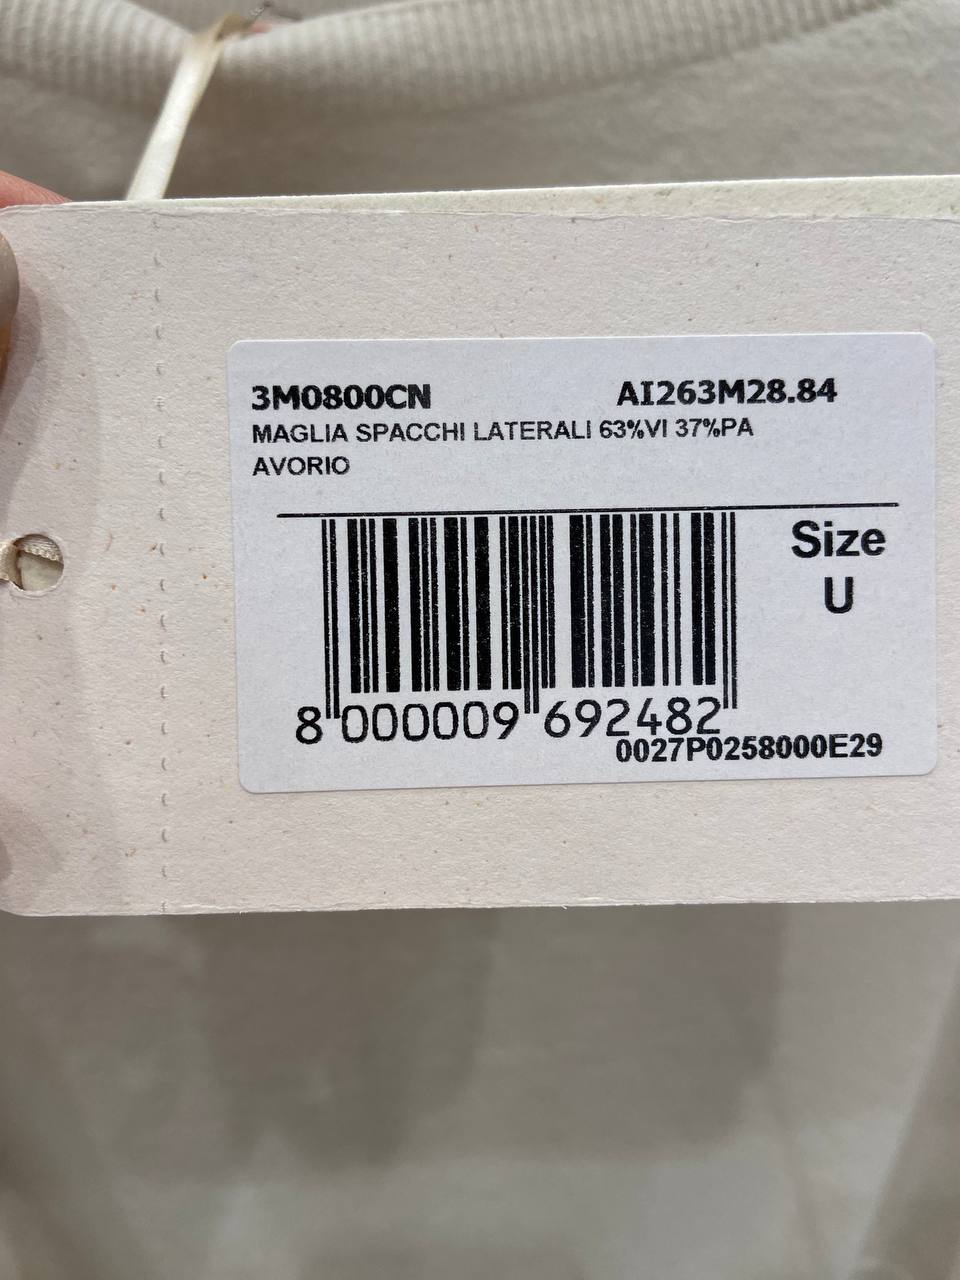 3M0800CN AI263M28.84
MAGLIA SPACCHI LATERALI 63%VI 37%PA
AVORIO
Size
U
8 000009 692482
0027P0258000E29